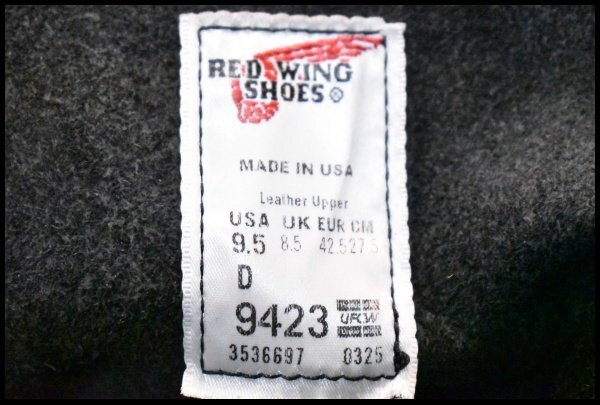 RED WING
SHOES®
MADE IN USA
Leather Upper
USA UK EUR CM
9.5 8.5 42.5 27.5
D
9423 UFCW
3536697 0325